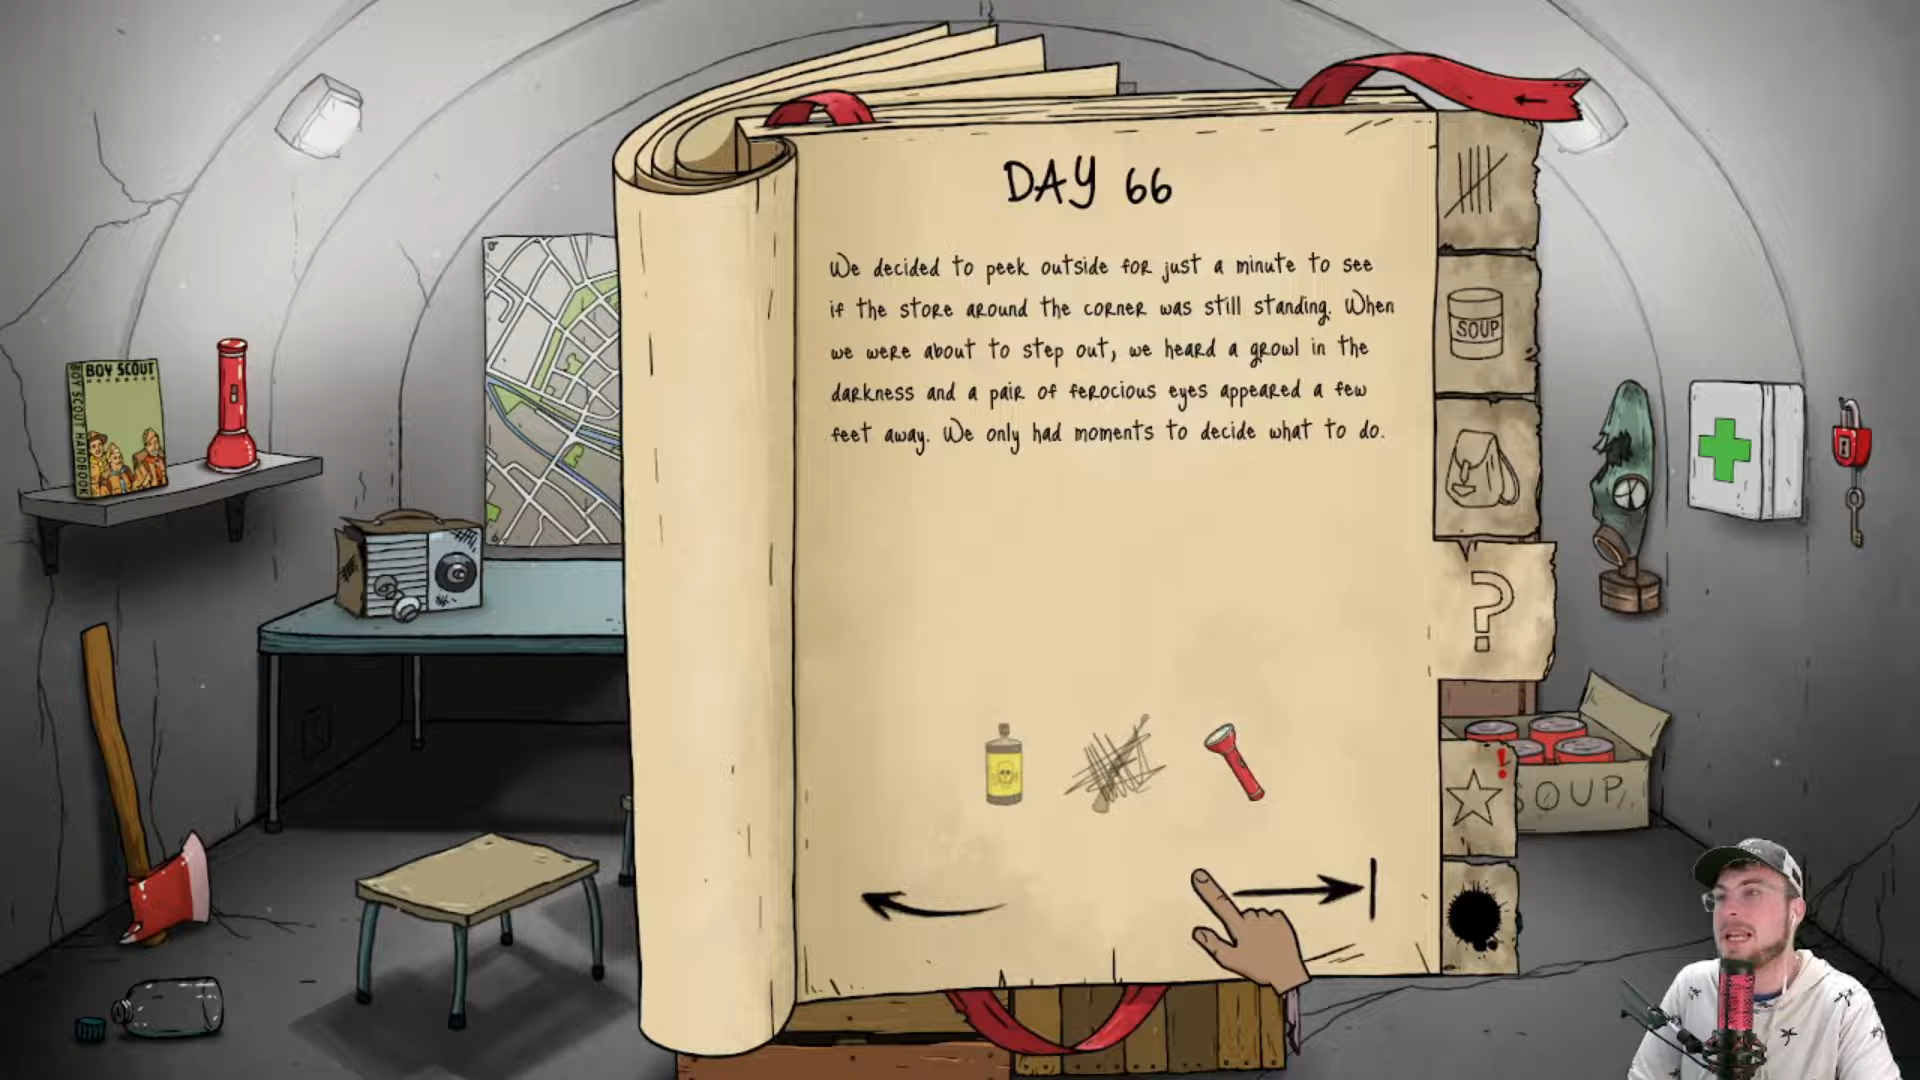 DAY 66
We decided to peek outside for just a minute to see
if the store around the corner was still standing. When
we were about to step out, we heard a growl in the
darkness and a pair of ferocious eyes appeared a few
feet away. We only had moments to decide what to do.
BOY SCOUT
HANDBOOK
BOY SCOUT HANDBOOK
SOUP
!
SOUP